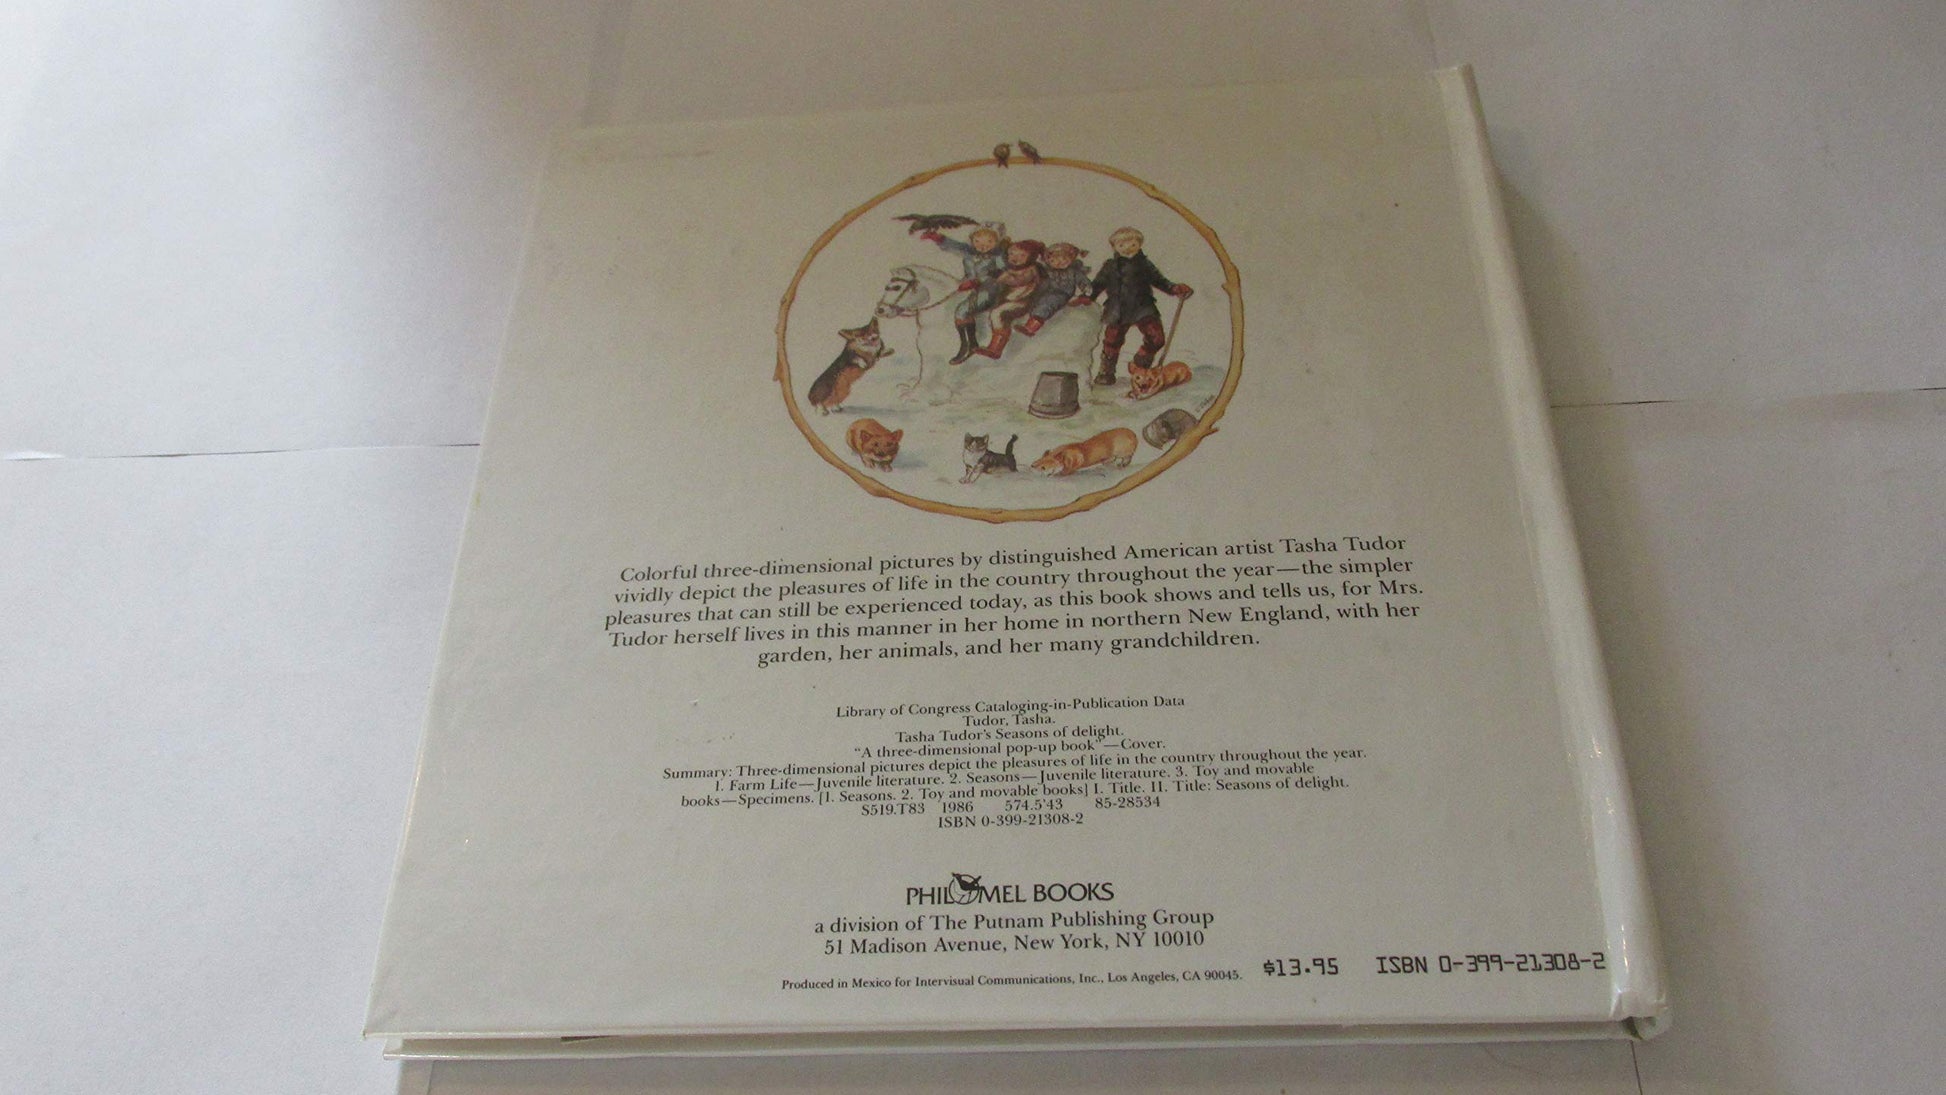 Colorful three-dimensional pictures by distinguished American artist Tasha Tudor
vividly depict the pleasures of life in the country throughout the year—the simpler
pleasures that can still be experienced today, as this book shows and tells us, for Mrs.
Tudor herself lives in this manner in her home in northern New England, with her
garden, her animals, and her many grandchildren.
Library of Congress Cataloging-in-Publication Data
Tudor, Tasha.
Tasha Tudor's Seasons of delight.
"A three-dimensional pop-up book"—Cover.
Summary: Three-dimensional pictures depict the pleasures of life in the country throughout the year.
1. Farm Life—Juvenile literature. 2. Seasons—Juvenile literature. 3. Toy and movable
books—Specimens. [1. Seasons. 2. Toy and movable books] I. Title. II. Title: Seasons of delight.
S519.T83 1986 574.5'43 85-28534
ISBN 0-399-21308-2
PHILOMEL BOOKS
a division of The Putnam Publishing Group
51 Madison Avenue, New York, NY 10010
Produced in Mexico for Intervisual Communications, Inc., Los Angeles, CA 90045.
$13.95 ISBN 0-399-21308-2